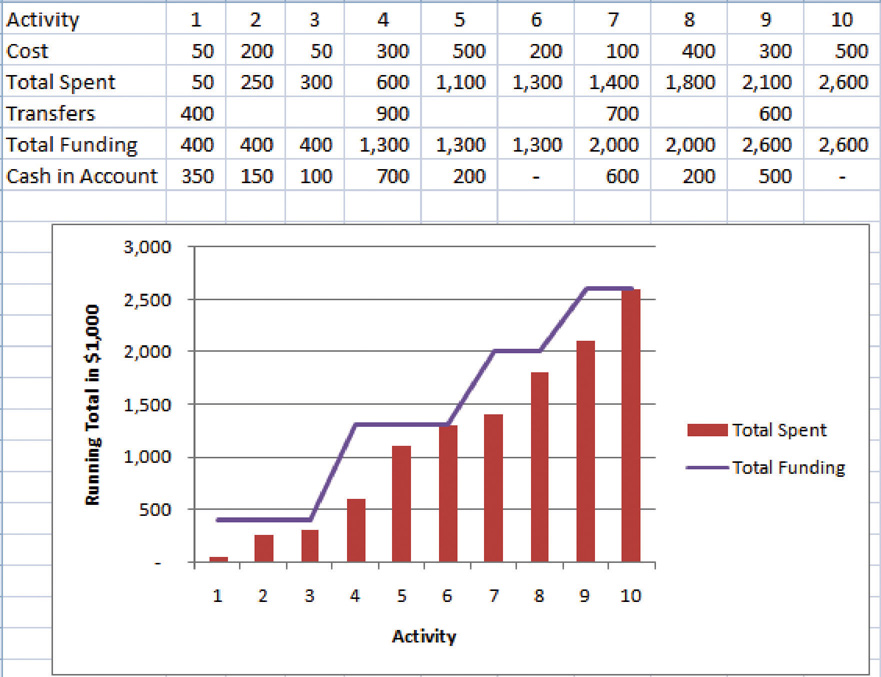 Activity 1 2 3 4 5 6 7 8 9 10
Cost 50 200 50 300 500 200 100 400 300 500
Total Spent 50 250 300 600 1,100 1,300 1,400 1,800 2,100 2,600
Transfers 400 900 700 600
Total Funding 400 400 400 1,300 1,300 1,300 2,000 2,000 2,600 2,600
Cash in Account 350 150 100 700 200 - 600 200 500 -
3,000
2,500
2,000
1,500
1,000
500
-
Running Total in $1,000
1 2 3 4 5 6 7 8 9 10
Activity
Total Spent
Total Funding